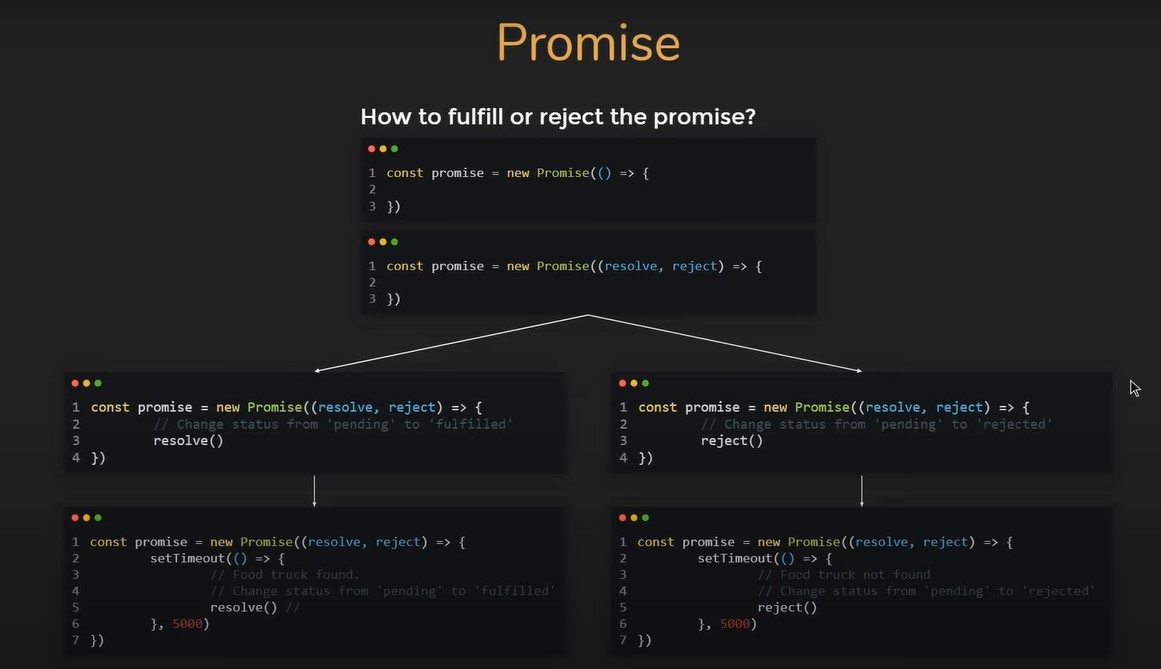 Promise
How to fulfill or reject the promise?
1 const promise = new Promise(() => {
2
3 })
1 const promise = new Promise((resolve, reject) => {
2
3 })
1 const promise = new Promise((resolve, reject) => {
2 // Change status from 'pending' to 'fulfilled'
3 resolve()
4 })
1 const promise = new Promise((resolve, reject) => {
2 // Change status from 'pending' to 'rejected'
3 reject()
4 })
1 const promise = new Promise((resolve, reject) => {
2 setTimeout(() => {
3 // Food truck found.
4 // Change status from 'pending' to 'fulfilled'
5 resolve() //
6 }, 5000)
7 })
1 const promise = new Promise((resolve, reject) => {
2 setTimeout(() => {
3 // Food truck not found
4 // Change status from 'pending' to 'rejected'
5 reject()
6 }, 5000)
7 })